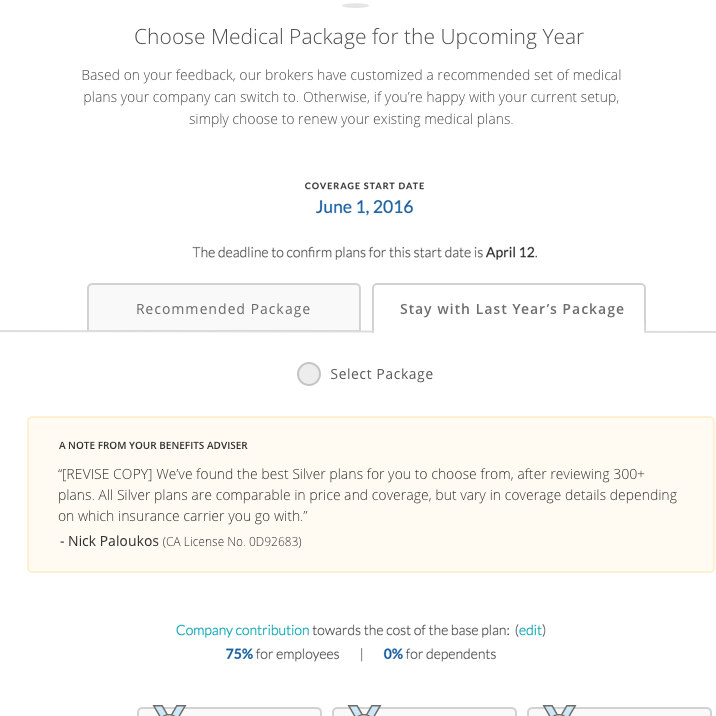 Choose Medical Package for the Upcoming Year
Based on your feedback, our brokers have customized a recommended set of medical
plans your company can switch to. Otherwise, if you’re happy with your current setup,
simply choose to renew your existing medical plans.
COVERAGE START DATE
June 1, 2016
The deadline to confirm plans for this start date is April 12.
Recommended Package
Stay with Last Year’s Package
Select Package
A NOTE FROM YOUR BENEFITS ADVISER
“[REVISE COPY] We’ve found the best Silver plans for you to choose from, after reviewing 300+
plans. All Silver plans are comparable in price and coverage, but vary in coverage details depending
on which insurance carrier you go with.”
- Nick Paloukos (CA License No. 0D92683)
Company contribution towards the cost of the base plan: (edit)
75% for employees | 0% for dependents